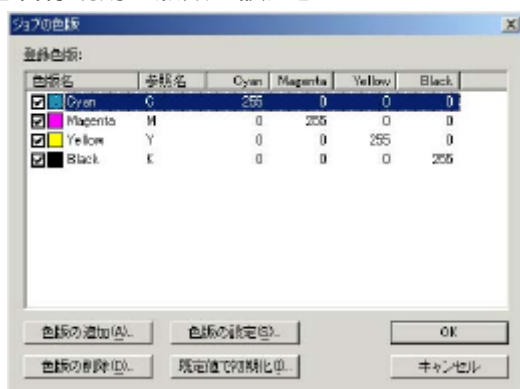 ジョブの色版
登録色版:
色版名 参照名 Cyan Magenta Yellow Black
Cyan C 255 0 0 0
Magenta M 0 255 0 0
Yellow Y 0 0 255 0
Black K 0 0 0 255
色版の追加(A)... 色版の設定(S)... OK
色版の削除(D)... 既定値で初期化(I)... キャンセル